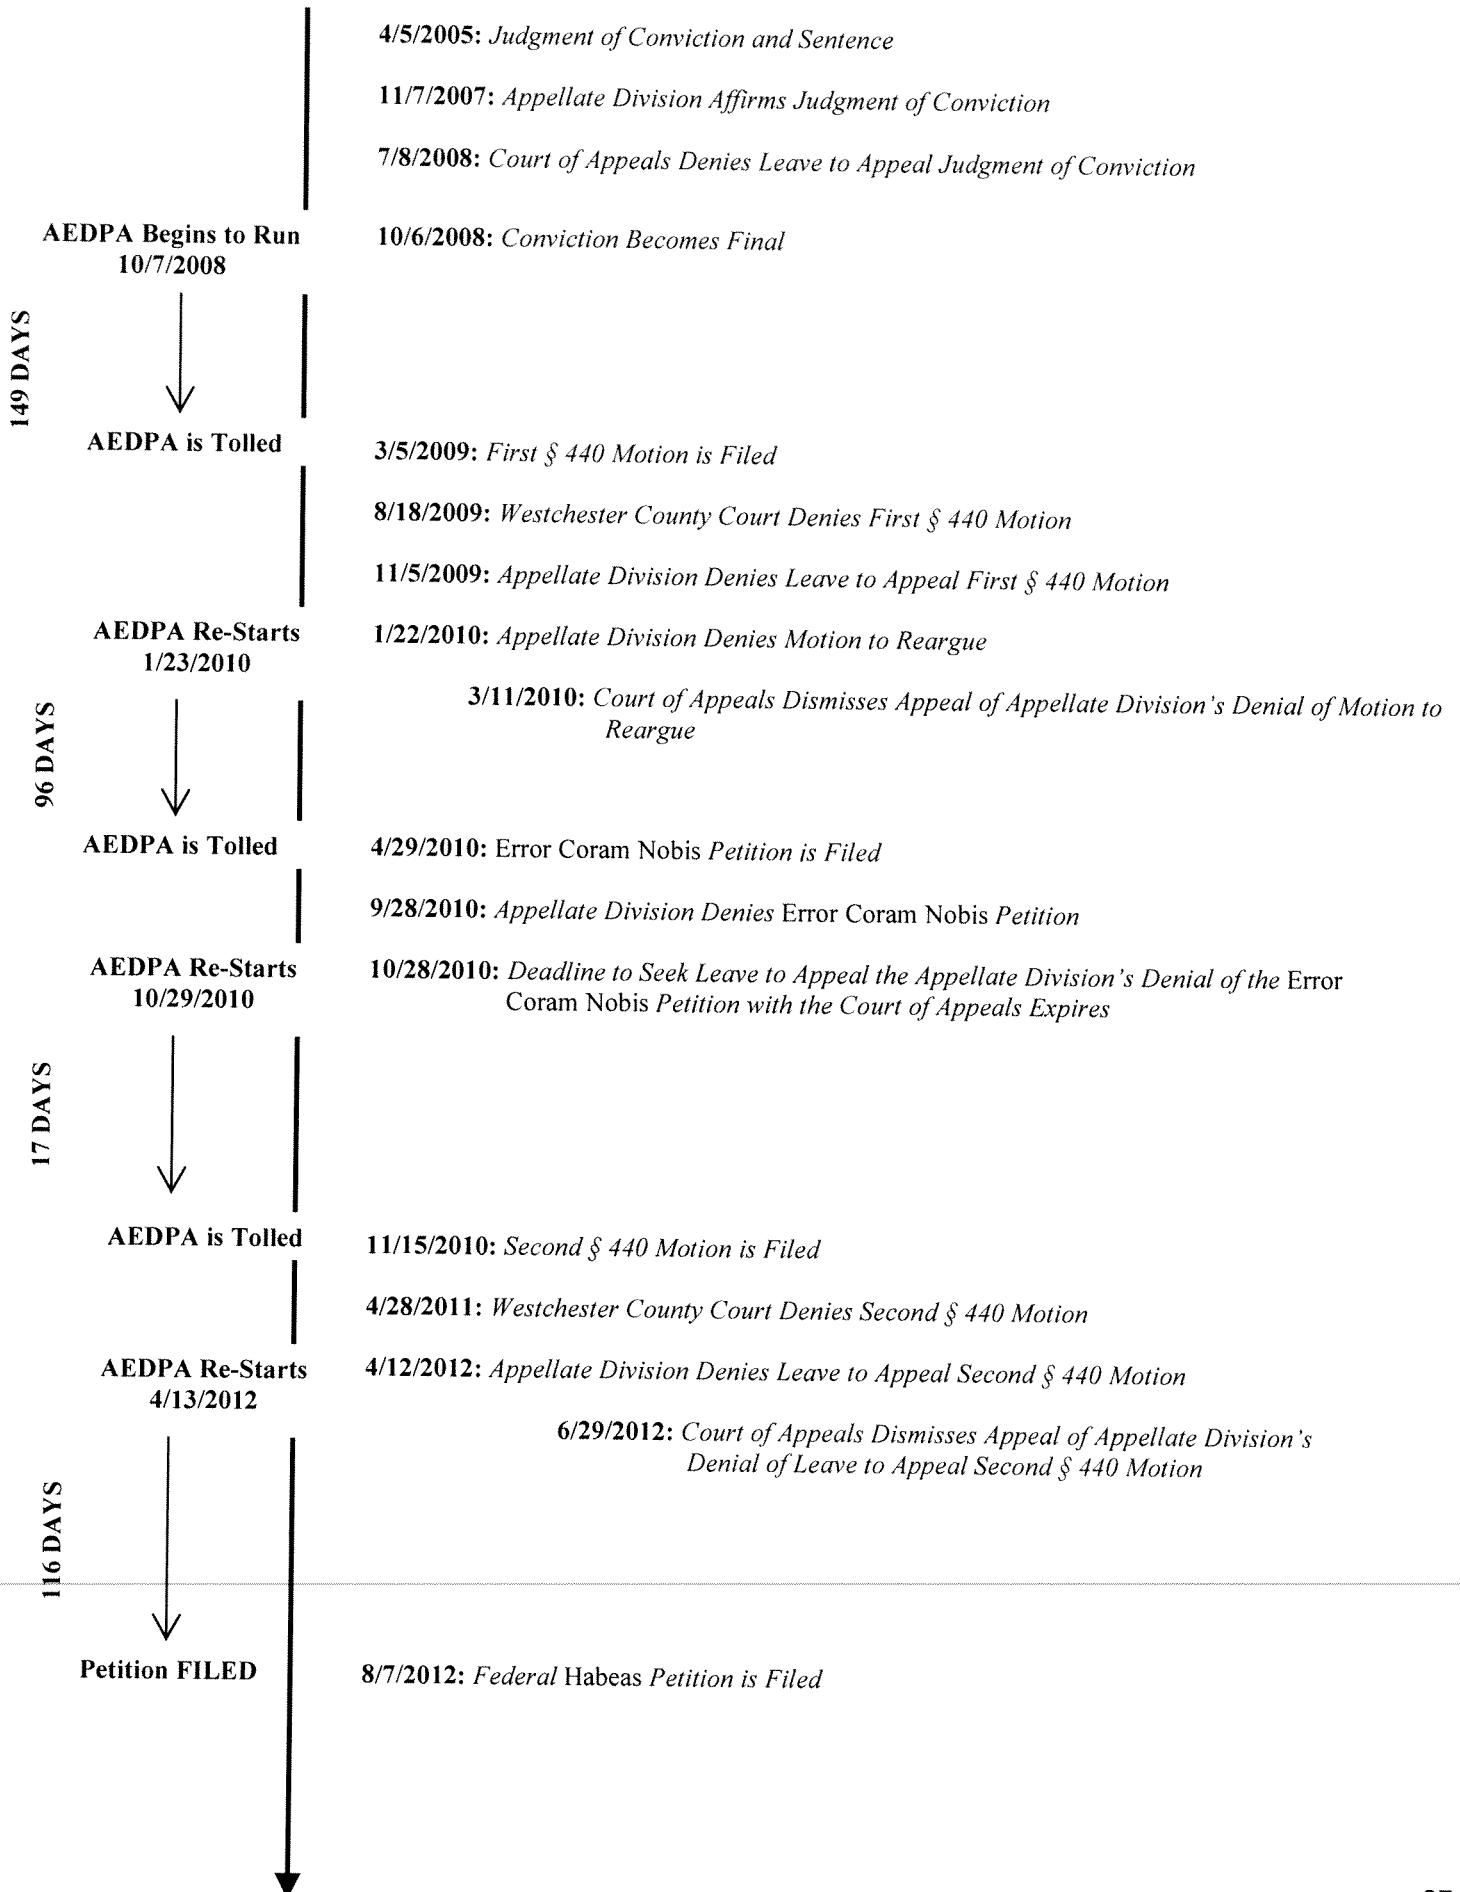 4/5/2005: Judgment of Conviction and Sentence
11/7/2007: Appellate Division Affirms Judgment of Conviction
7/8/2008: Court of Appeals Denies Leave to Appeal Judgment of Conviction
AEDPA Begins to Run
10/7/2008
10/6/2008: Conviction Becomes Final
149 DAYS
AEDPA is Tolled
3/5/2009: First § 440 Motion is Filed
8/18/2009: Westchester County Court Denies First § 440 Motion
11/5/2009: Appellate Division Denies Leave to Appeal First § 440 Motion
AEDPA Re-Starts
1/23/2010
1/22/2010: Appellate Division Denies Motion to Reargue
3/11/2010: Court of Appeals Dismisses Appeal of Appellate Division's Denial of Motion to
Reargue
96 DAYS
AEDPA is Tolled
4/29/2010: Error Coram Nobis Petition is Filed
9/28/2010: Appellate Division Denies Error Coram Nobis Petition
AEDPA Re-Starts
10/29/2010
10/28/2010: Deadline to Seek Leave to Appeal the Appellate Division's Denial of the Error
Coram Nobis Petition with the Court of Appeals Expires
17 DAYS
AEDPA is Tolled
11/15/2010: Second § 440 Motion is Filed
4/28/2011: Westchester County Court Denies Second § 440 Motion
AEDPA Re-Starts
4/13/2012
4/12/2012: Appellate Division Denies Leave to Appeal Second § 440 Motion
6/29/2012: Court of Appeals Dismisses Appeal of Appellate Division's
Denial of Leave to Appeal Second § 440 Motion
116 DAYS
Petition FILED
8/7/2012: Federal Habeas Petition is Filed